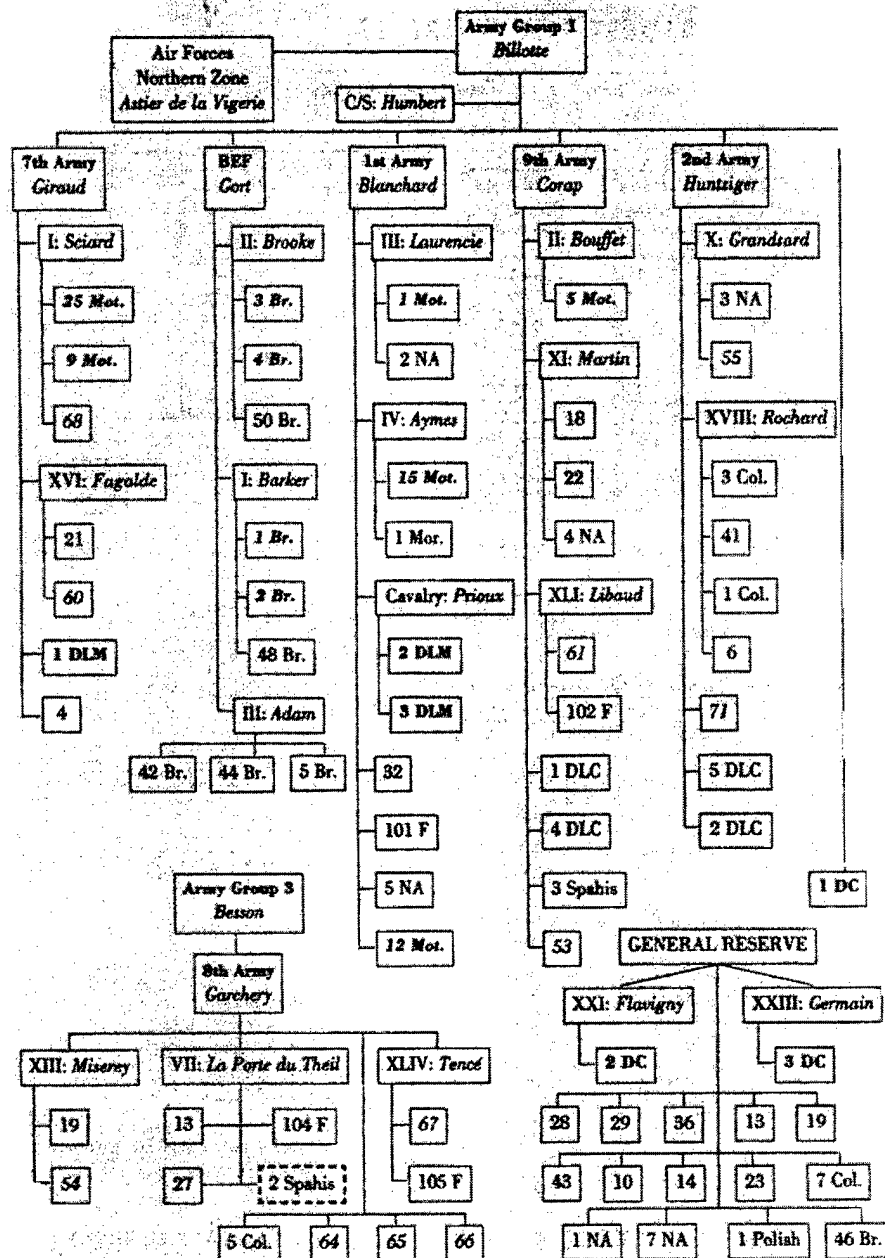 Army Group 1
Billotte
Air Forces
Northern Zone
Astier de la Vigerie
C/S: Humbert
7th Army
Giraud
I: Sciard
25 Mot.
9 Mot.
68
XVI: Fagalde
21
60
1 DLM
4
BEF
Gort
II: Brooke
3 Br.
4 Br.
50 Br.
I: Barker
1 Br.
2 Br.
48 Br.
III: Adam
42 Br.
44 Br.
5 Br.
1st Army
Blanchard
III: Laurencie
1 Mot.
2 NA
IV: Aymes
15 Mot.
1 Mor.
Cavalry: Prioux
2 DLM
3 DLM
32
101 F
5 NA
12 Mot.
9th Army
Corap
II: Bouffet
5 Mot.
XI: Martin
18
22
4 NA
XLI: Libaud
61
102 F
1 DLC
4 DLC
3 Spahis
53
2nd Army
Huntziger
X: Grandsard
3 NA
55
XVIII: Rochard
3 Col.
41
1 Col.
6
71
5 DLC
2 DLC
1 DC
Army Group 3
Besson
8th Army
Garchery
XIII: Miserey
19
54
VII: La Porte du Theil
13
104 F
27
2 Spahis
XLIV: Tencé
67
105 F
5 Col.
64
65
66
GENERAL RESERVE
XXI: Flavigny
2 DC
XXIII: Germain
3 DC
28
29
36
13
19
43
10
14
23
7 Col.
1 NA
7 NA
1 Polish
46 Br.